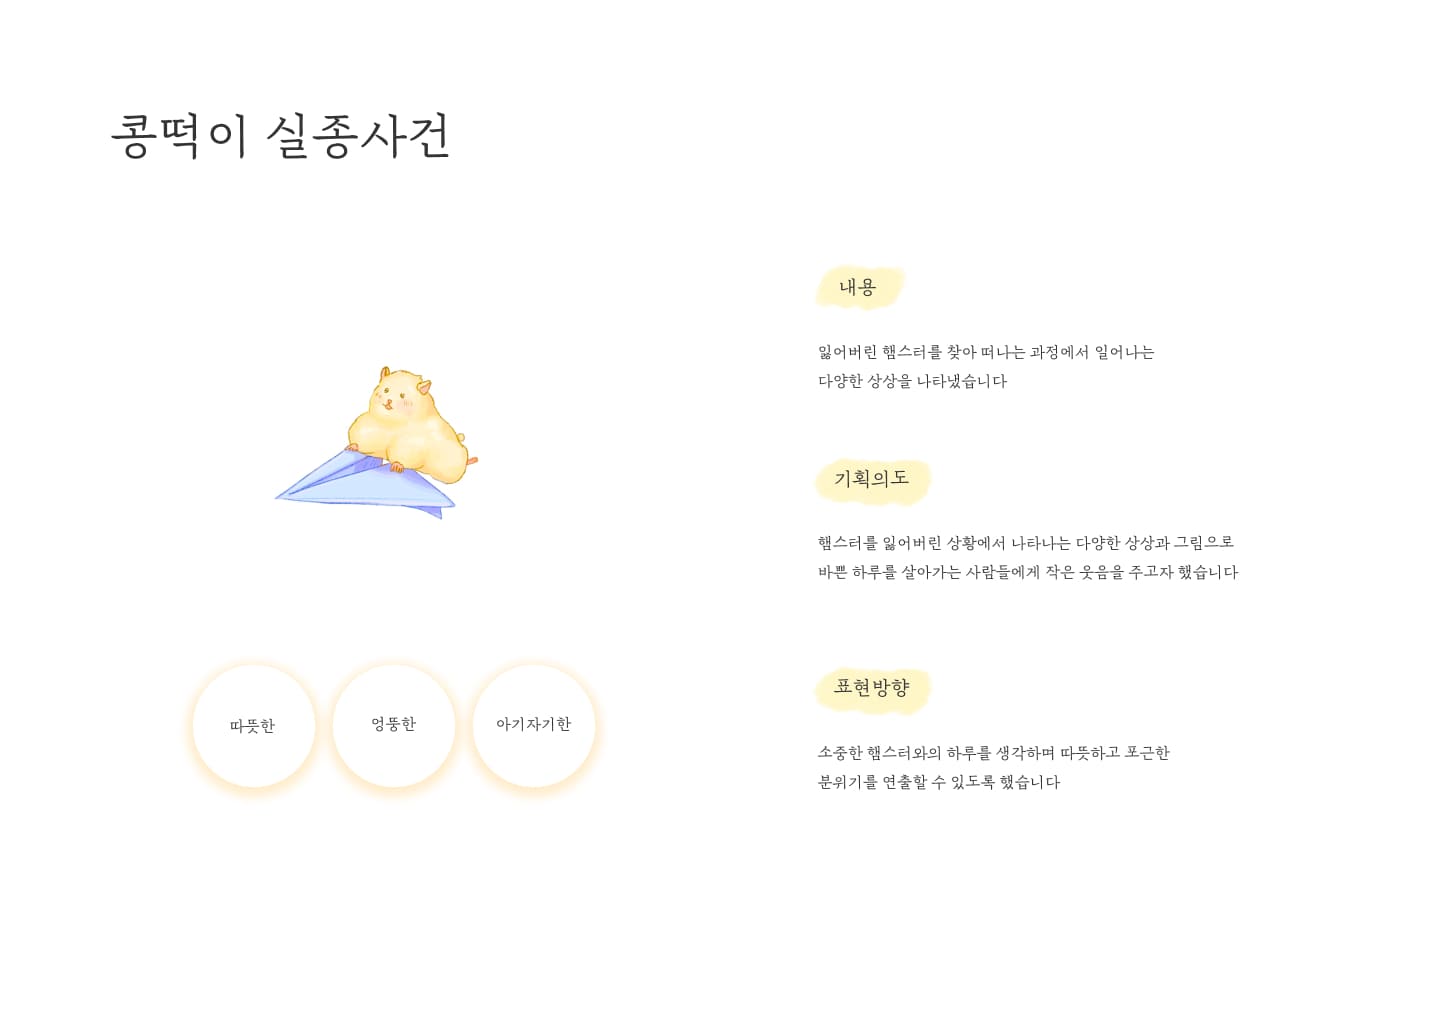 콩떡이 실종사건
내용
잃어버린 햄스터를 찾아 떠나는 과정에서 일어나는
다양한 상상을 나타냈습니다
기획의도
햄스터를 잃어버린 상황에서 나타나는 다양한 상상과 그림으로
바쁜 하루를 살아가는 사람들에게 작은 웃음을 주고자 했습니다
표현방향
소중한 햄스터와의 하루를 생각하며 따뜻하고 포근한
분위기를 연출할 수 있도록 했습니다
따뜻한
엉뚱한
아기자기한